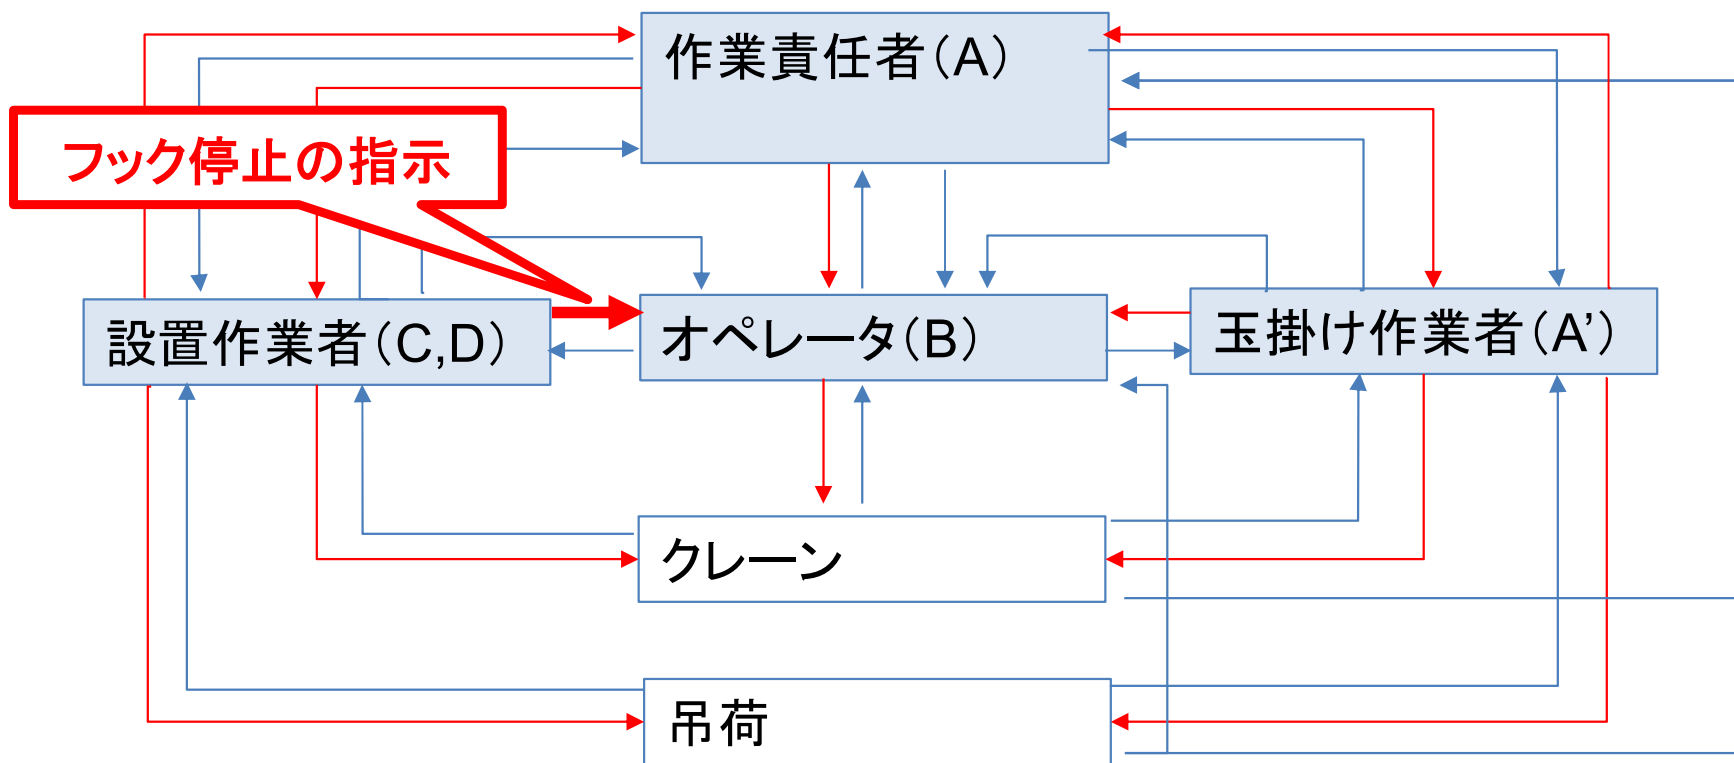 作業責任者(A)
フック停止の指示
設置作業者(C,D)
オペレータ(B)
玉掛け作業者(A’)
クレーン
吊荷